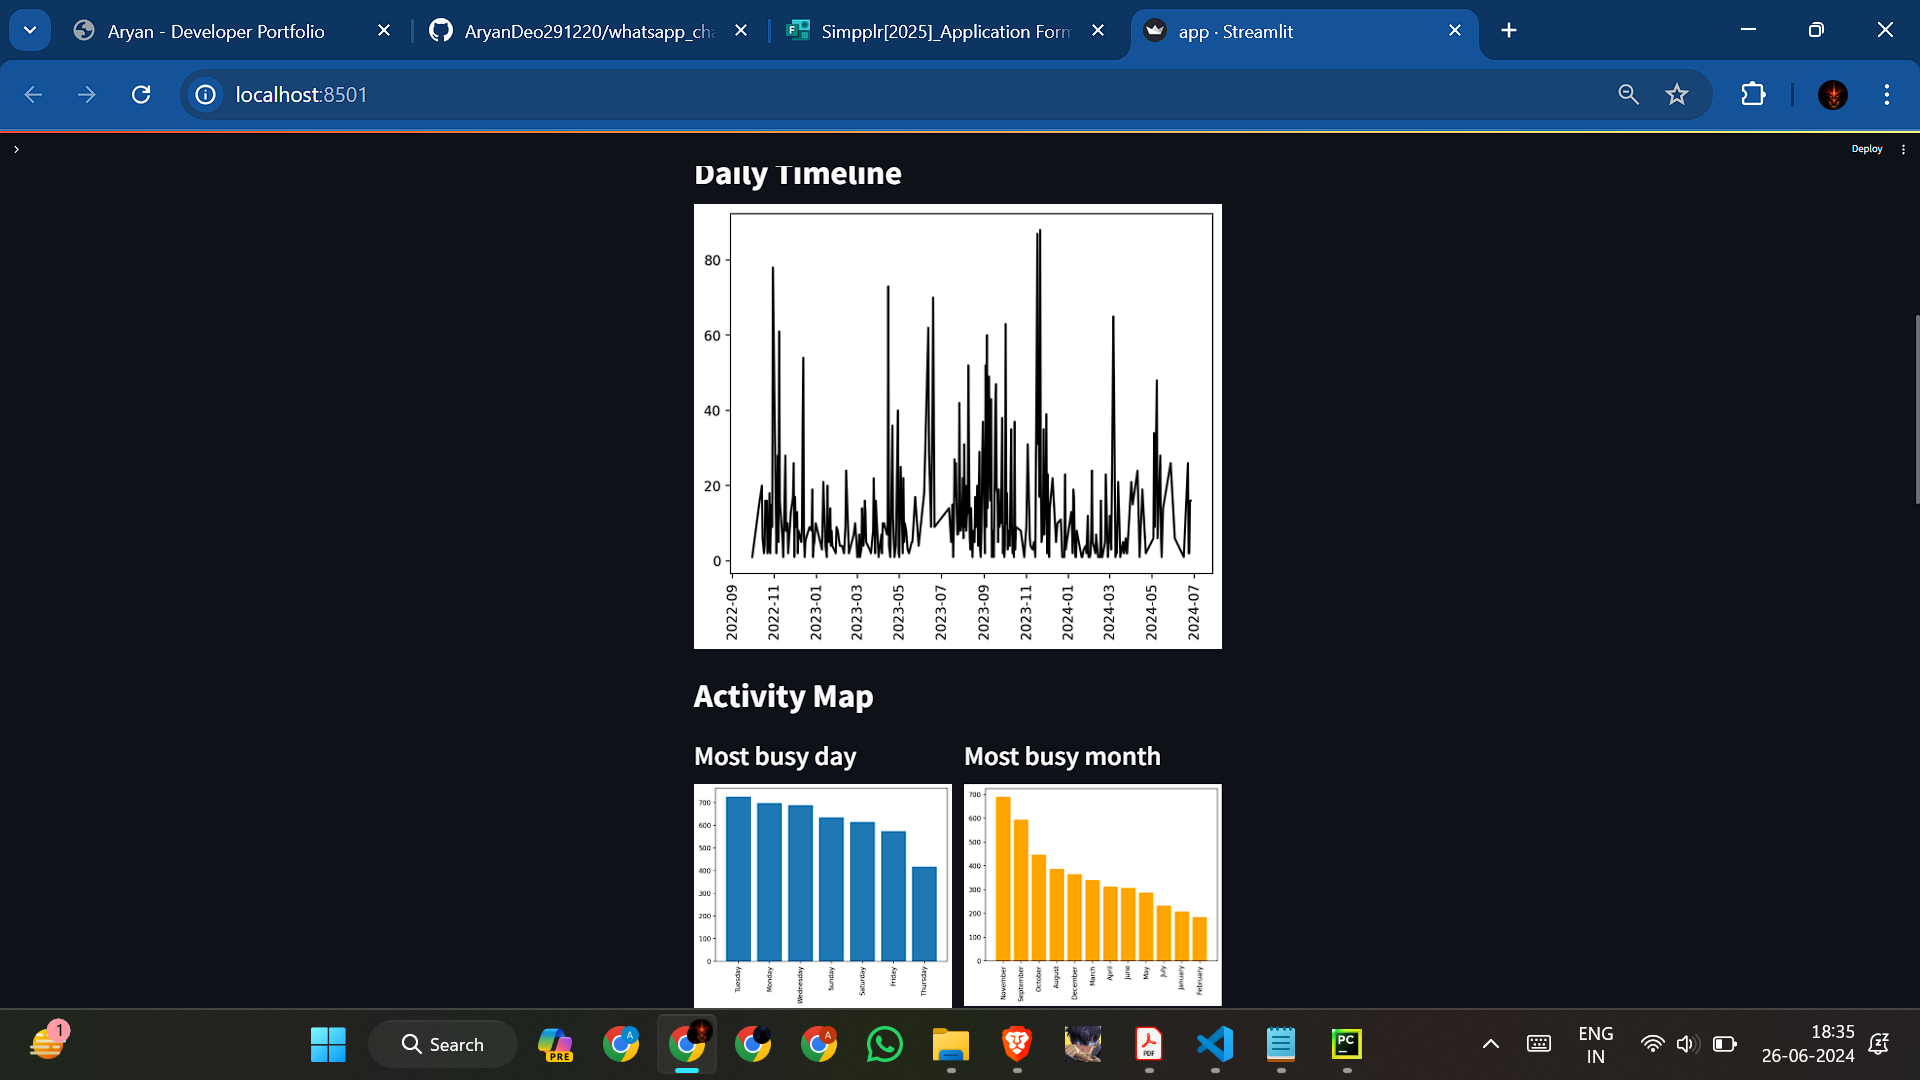 Aryan - Developer Portfolio
AryanDeo291220/whatsapp_cha
Simpplr[2025]_Application Form
app · Streamlit
localhost:8501
Deploy
Daily Timeline
80
60
40
20
0
2022-09
2022-11
2023-01
2023-03
2023-05
2023-07
2023-09
2023-11
2024-01
2024-03
2024-05
2024-07
Activity Map
Most busy day
Most busy month
700
600
500
400
300
200
100
0
Tuesday
Monday
Wednesday
Sunday
Saturday
Friday
Thursday
700
600
500
400
300
200
100
0
November
September
October
August
December
March
April
June
May
July
January
February
1
Search
PRE
A
A
PDF
PC
ENG
IN
18:35
26-06-2024